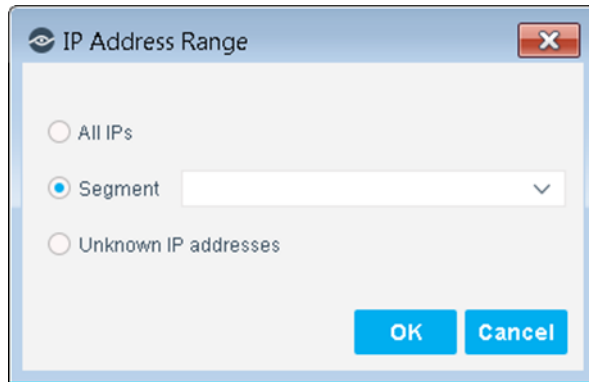 IP Address Range
All IPs
Segment
Unknown IP addresses
OK Cancel